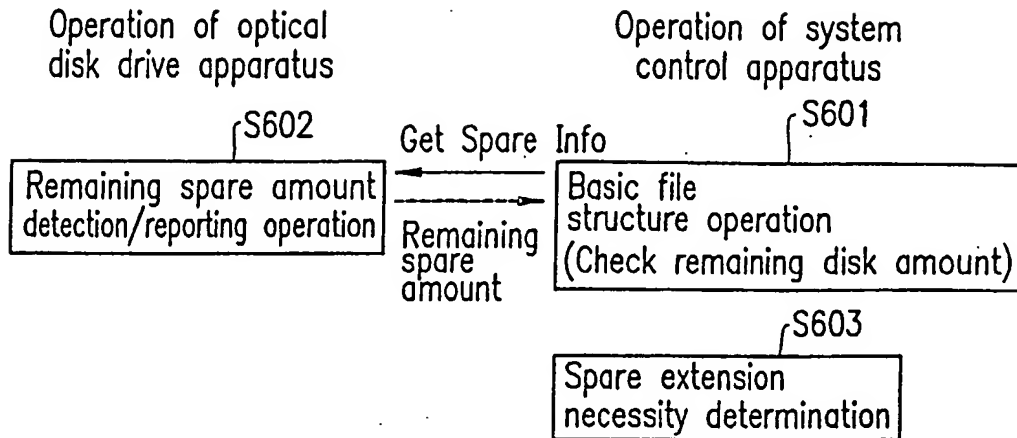 Operation of optical
disk drive apparatus
Operation of system
control apparatus
S602
S601
Get Spare Info
Remaining spare amount
detection/reporting operation
Remaining
spare
amount
Basic file
structure operation
(Check remaining disk amount)
S603
Spare extension
necessity determination